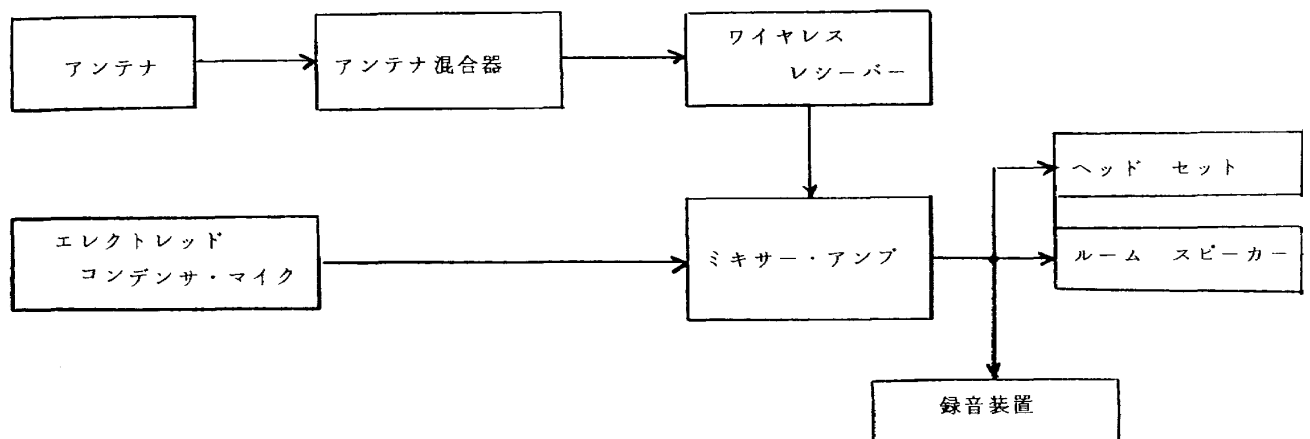 アンテナ
アンテナ混合器
ワイヤレス
レシーバー
ヘッド セット
エレクトレッド
コンデンサ・マイク
ミキサー・アンプ
ルーム スピーカー
録音装置